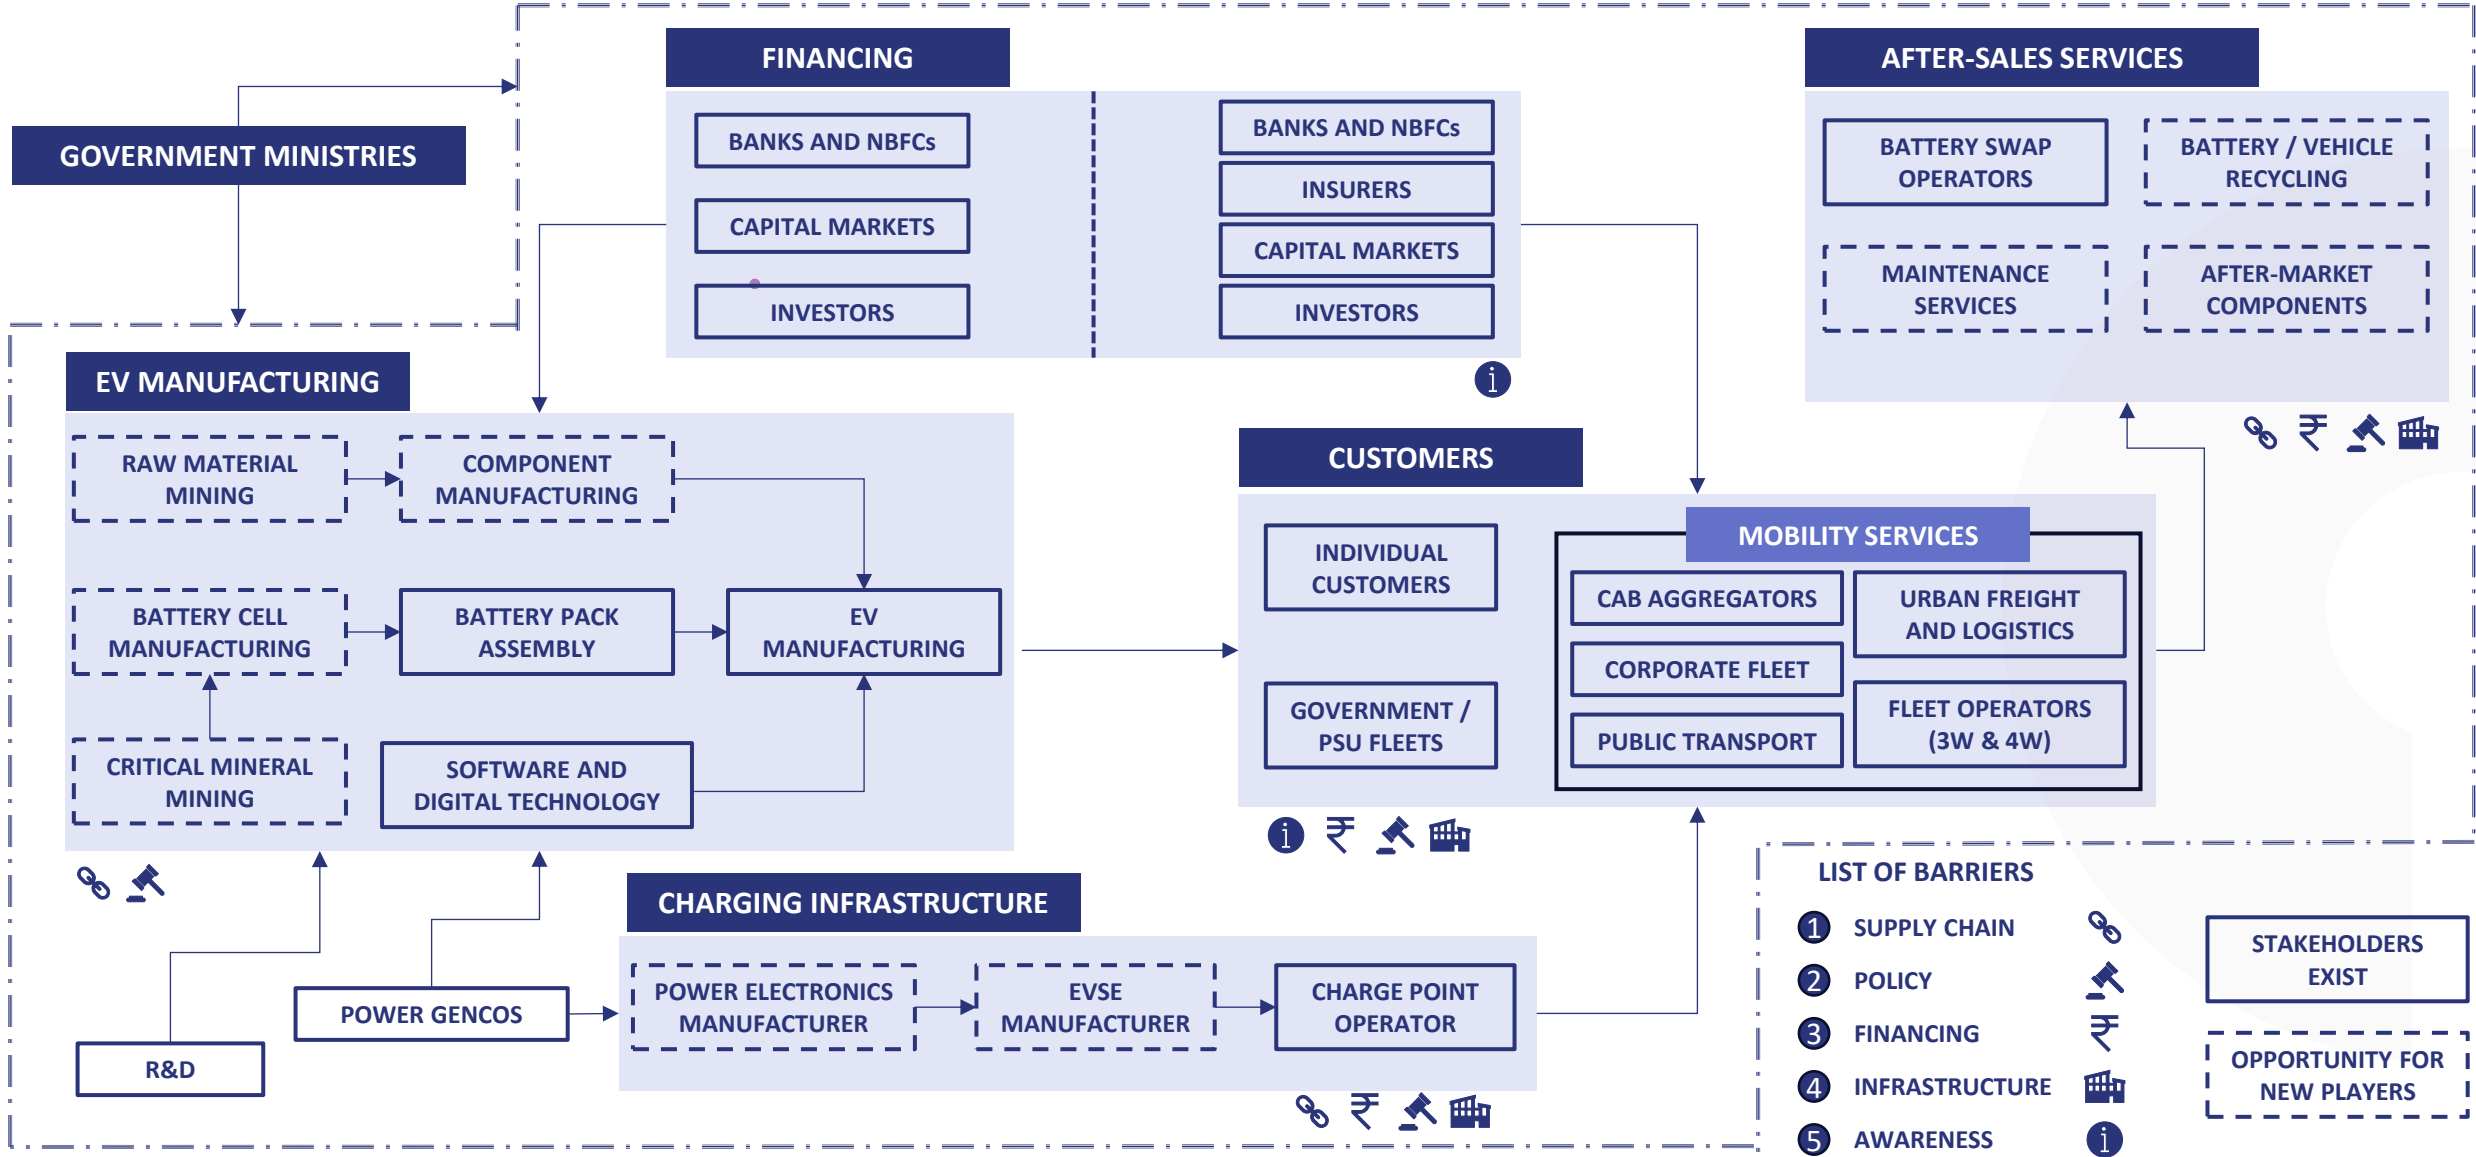 GOVERNMENT MINISTRIES
FINANCING
BANKS AND NBFCs
CAPITAL MARKETS
INVESTORS
BANKS AND NBFCs
INSURERS
CAPITAL MARKETS
INVESTORS
i
AFTER-SALES SERVICES
BATTERY SWAP
OPERATORS
BATTERY / VEHICLE
RECYCLING
MAINTENANCE
SERVICES
AFTER-MARKET
COMPONENTS
₹
EV MANUFACTURING
RAW MATERIAL
MINING
COMPONENT
MANUFACTURING
BATTERY CELL
MANUFACTURING
BATTERY PACK
ASSEMBLY
EV
MANUFACTURING
CRITICAL MINERAL
MINING
SOFTWARE AND
DIGITAL TECHNOLOGY
CUSTOMERS
INDIVIDUAL
CUSTOMERS
GOVERNMENT /
PSU FLEETS
MOBILITY SERVICES
CAB AGGREGATORS
CORPORATE FLEET
PUBLIC TRANSPORT
URBAN FREIGHT
AND LOGISTICS
FLEET OPERATORS
(3W & 4W)
i ₹
R&D
POWER GENCOS
CHARGING INFRASTRUCTURE
POWER ELECTRONICS
MANUFACTURER
EVSE
MANUFACTURER
CHARGE POINT
OPERATOR
₹
LIST OF BARRIERS
1 SUPPLY CHAIN
2 POLICY
3 FINANCING ₹
4 INFRASTRUCTURE
5 AWARENESS i
STAKEHOLDERS
EXIST
OPPORTUNITY FOR
NEW PLAYERS